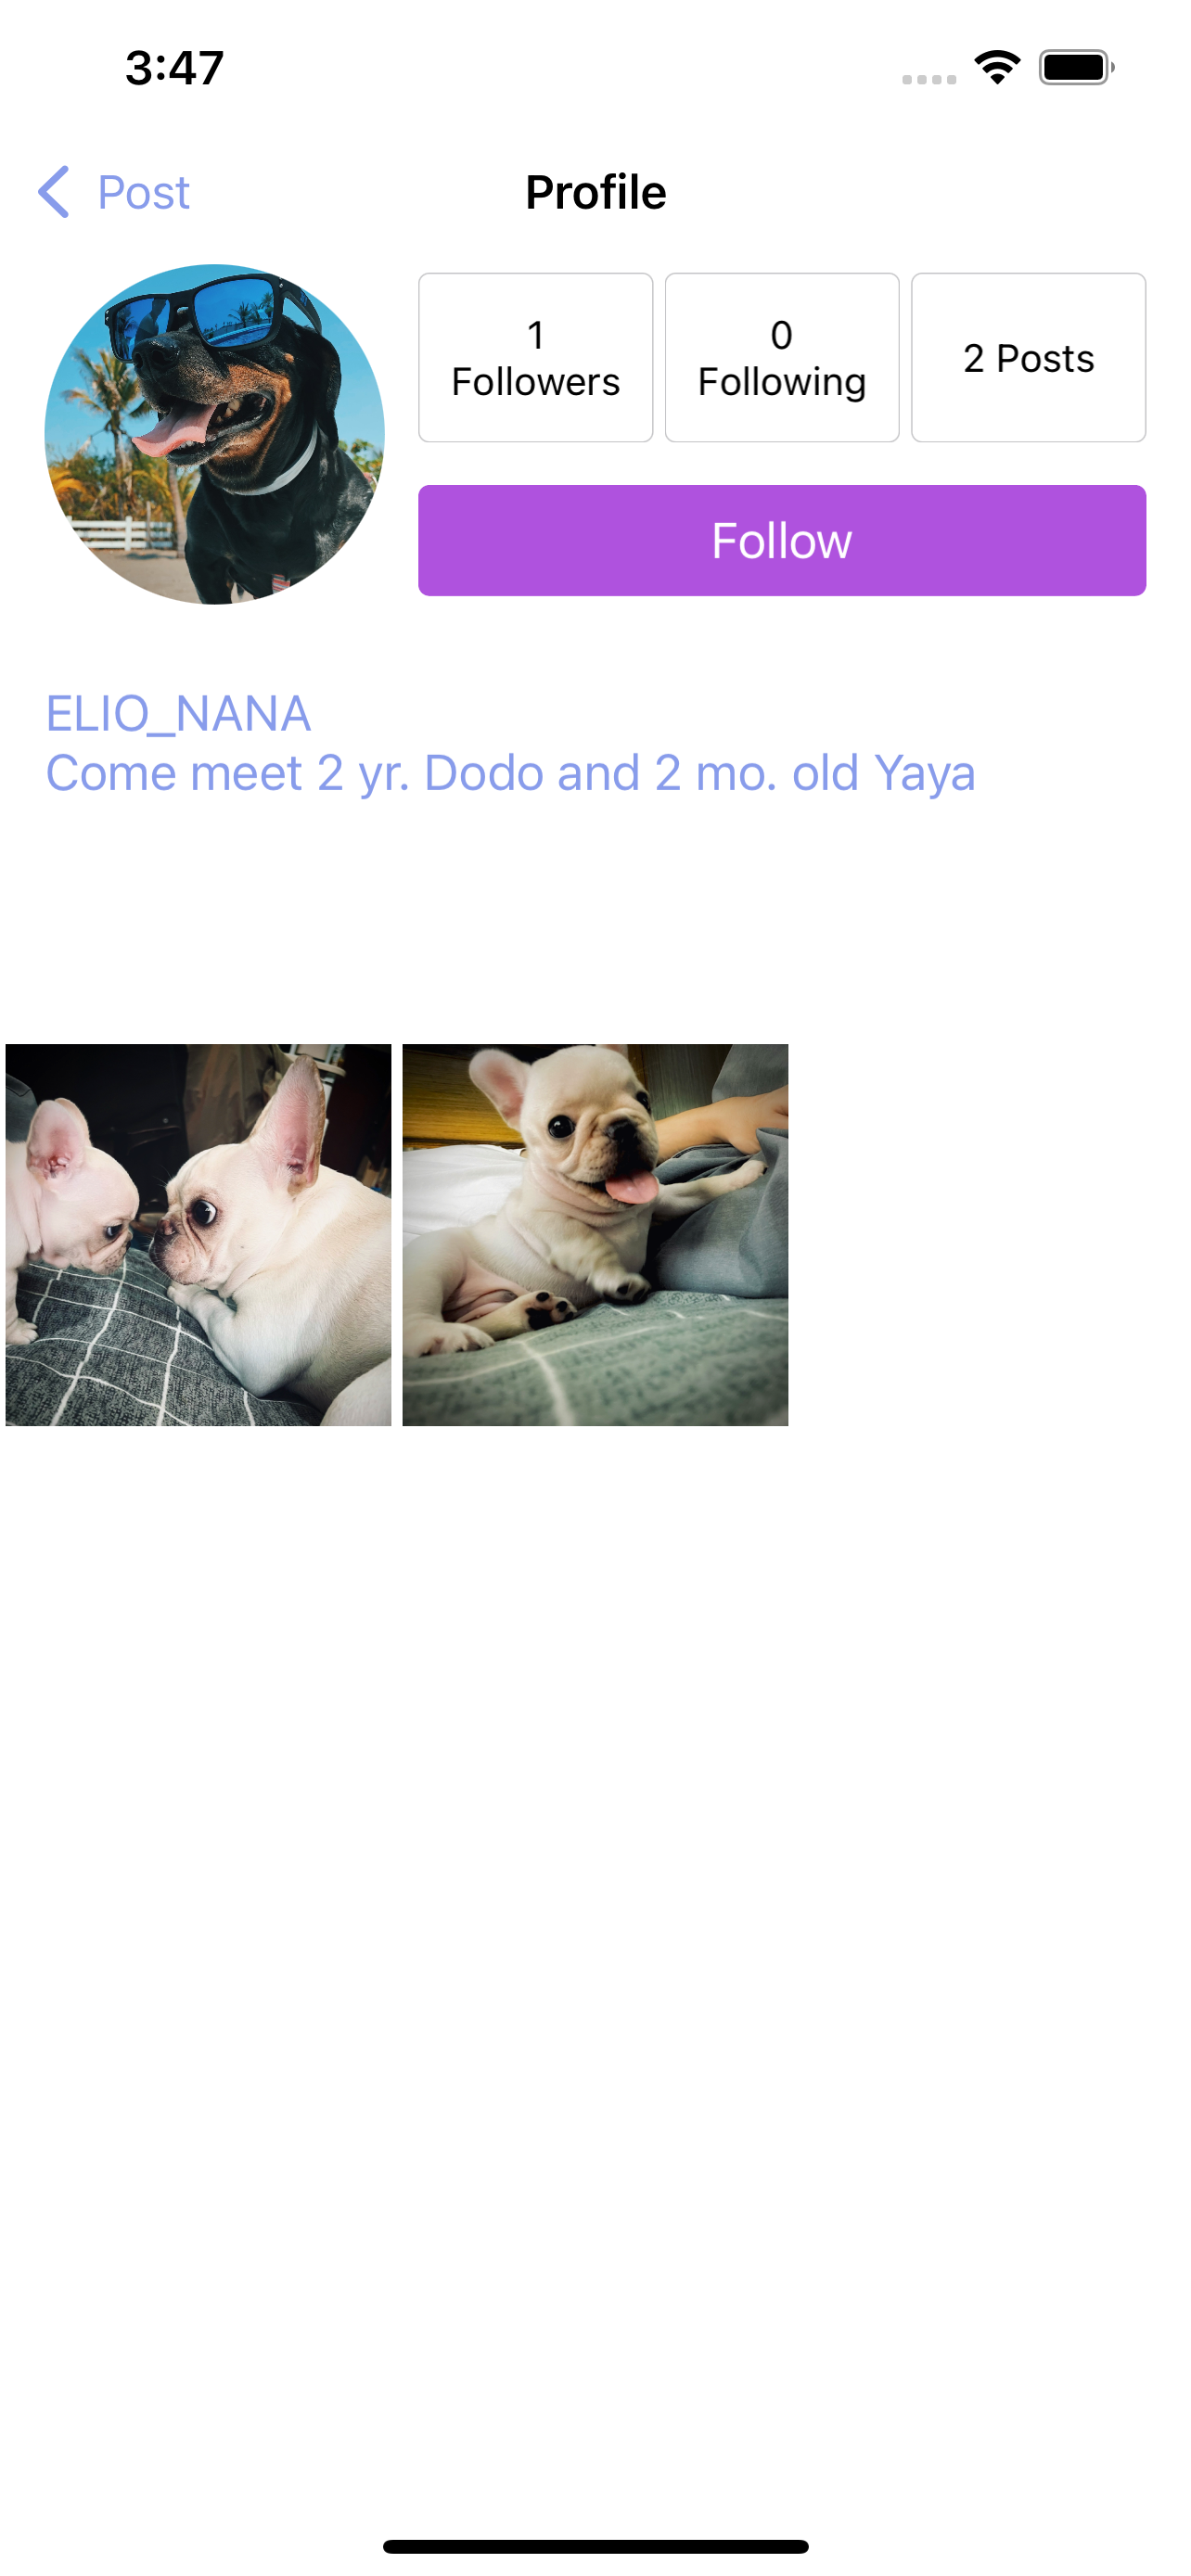 3:47
Post
Profile
1
Followers
0
Following
2 Posts
Follow
ELIO_NANA
Come meet 2 yr. Dodo and 2 mo. old Yaya